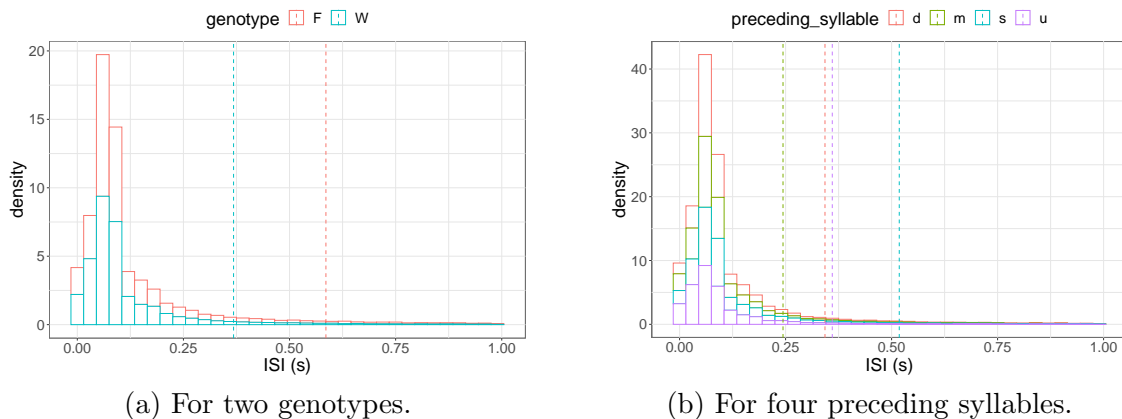 genotype F W
20
15
10
5
0
density
0.00 0.25 0.50 0.75 1.00
ISI (s)
(a) For two genotypes.
preceding_syllable d m s u
40
30
20
10
0
density
0.00 0.25 0.50 0.75 1.00
ISI (s)
(b) For four preceding syllables.